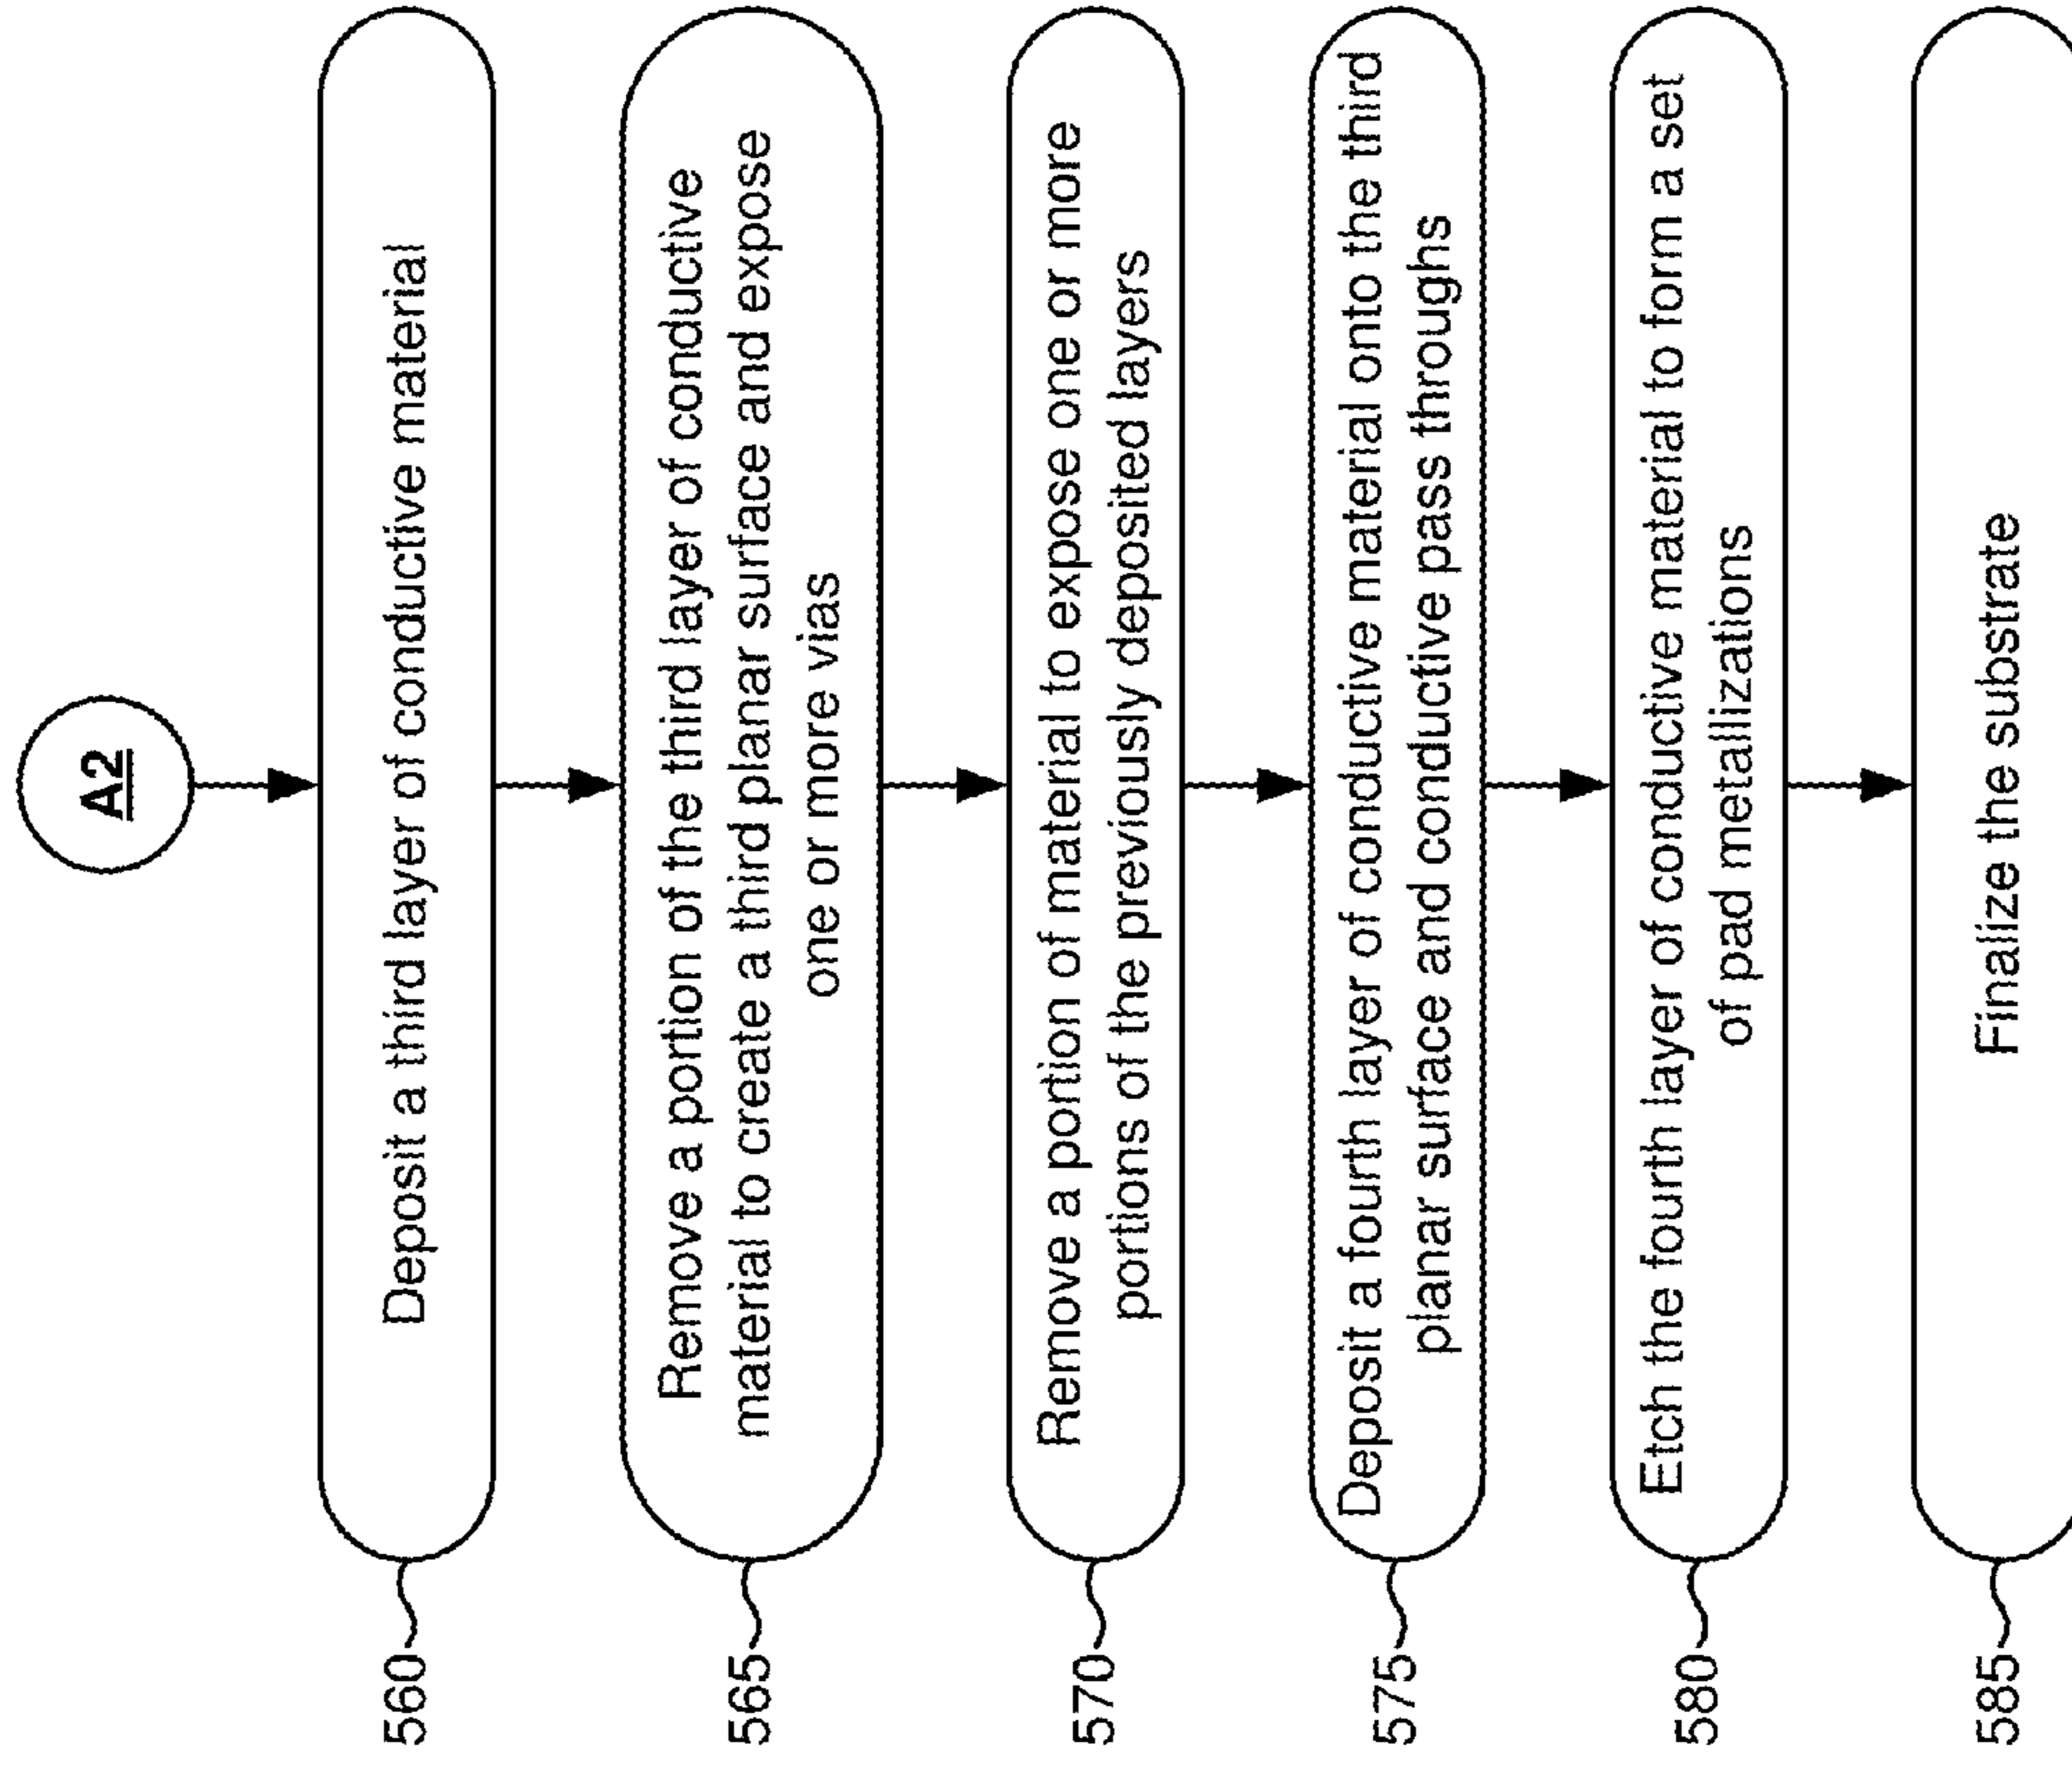 A2
560
Deposit a third layer of conductive material
565
Remove a portion of the third layer of conductive
material to create a third planar surface and expose
one or more vias
570
Remove a portion of material to expose one or more
portions of the previously deposited layers
575
Deposit a fourth layer of conductive material onto the third
planar surface and conductive pass throughs
580
Etch the fourth layer of conductive material to form a set
of pad metallizations
585
Finalize the substrate